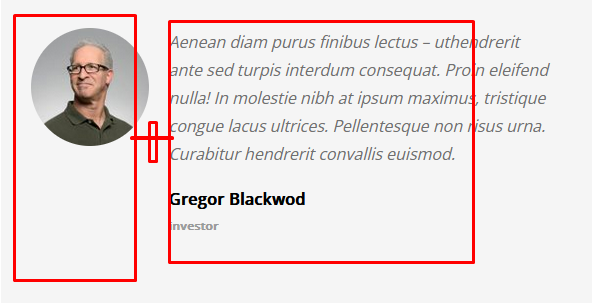 Aenean diam purus finibus lectus – uthendrerit
ante sed turpis interdum consequat. Proin eleifend
nulla! In molestie nibh at ipsum maximus, tristique
congue lacus ultrices. Pellentesque non risus urna.
Curabitur hendrerit convallis euismod.
Gregor Blackwod
investor